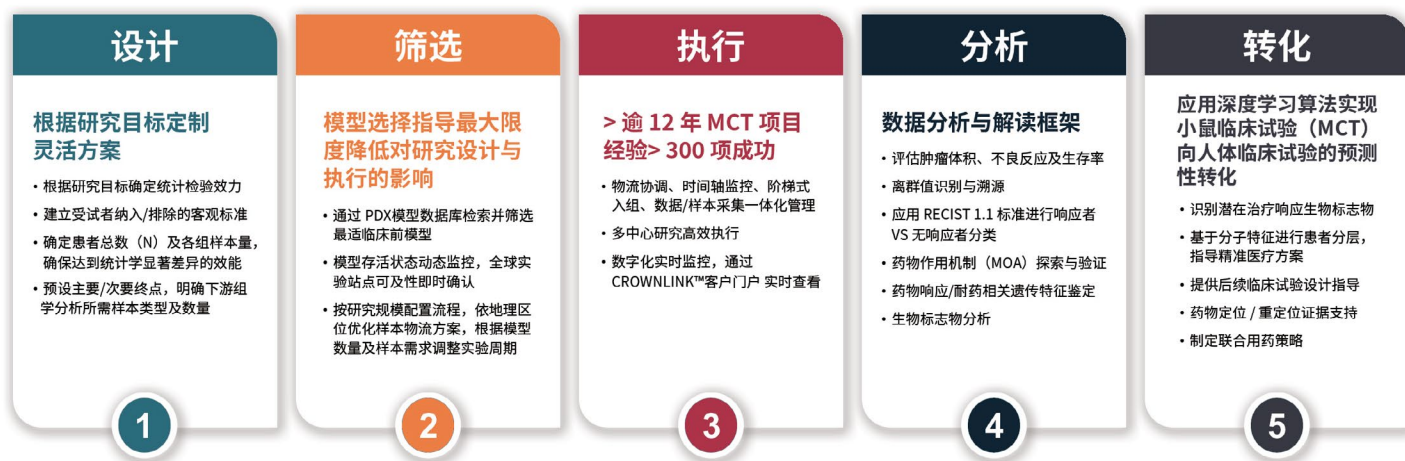 设计
根据研究目标定制
灵活方案
• 根据研究目标确定统计检验效力
• 建立受试者纳入/排除的客观标准
• 确定患者总数（N）及各组样本量，
确保达到统计学显著差异的效能
• 预设主要/次要终点，明确下游组
学分析所需样本类型及数量
1
筛选
模型选择指导最大限
度降低对研究设计与
执行的影响
• 通过 PDX模型数据库检索并筛选
最适临床前模型
• 模型存活状态动态监控，全球实
验站点可及性即时确认
• 按研究规模配置流程，依地理区
位优化样本物流方案，根据模型
数量及样本需求调整实验周期
2
执行
> 逾 12 年 MCT 项目
经验> 300 项成功
• 物流协调、时间轴监控、阶梯式
入组、数据/样本采集一体化管理
• 多中心研究高效执行
• 数字化实时监控，通过
CROWNLINK™客户门户 实时查看
3
分析
数据分析与解读框架
• 评估肿瘤体积、不良反应及生存率
• 离群值识别与溯源
• 应用 RECIST 1.1 标准进行响应者
VS 无响应者分类
• 药物作用机制（MOA）探索与验证
• 药物响应/耐药相关遗传特征鉴定
• 生物标志物分析
4
转化
应用深度学习算法实现
小鼠临床试验（MCT）
向人体临床试验的预测
性转化
• 识别潜在治疗响应生物标志物
• 基于分子特征进行患者分层，
指导精准医疗方案
• 提供后续临床试验设计指导
• 药物定位 / 重定位证据支持
• 制定联合用药策略
5